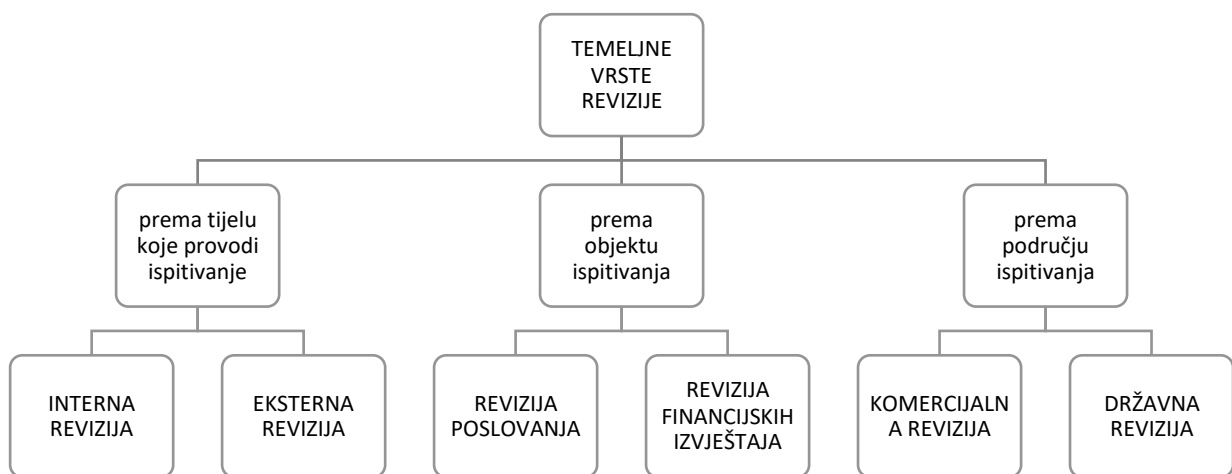 TEMELJNE
VRSTE
REVIZIJE
prema tijelu
koje provodi
ispitivanje
prema
objektu
ispitivanja
prema
području
ispitivanja
INTERNA
REVIZIJA
EKSTERNA
REVIZIJA
REVIZIJA
POSLOVANJA
REVIZIJA
FINANCIJSKIH
IZVJEŠTAJA
KOMERCIJALN
A REVIZIJA
DRŽAVNA
REVIZIJA